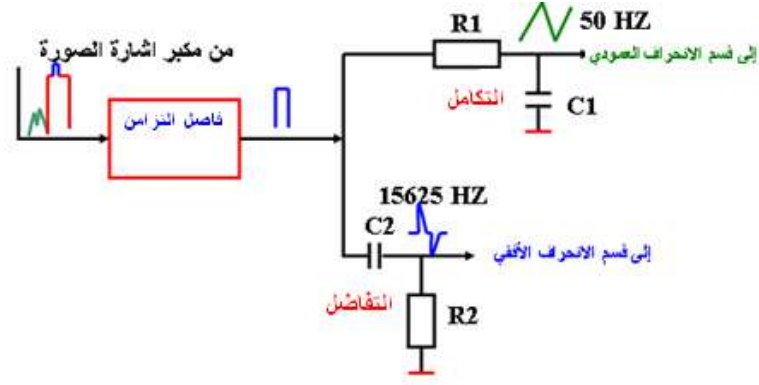 من مكبر اشارة الصورة
R1
50 HZ
إلى قسم الانحراف العمودي
فاصل التزامن
التكامل
C1
15625 HZ
C2
إلى قسم الانحراف الأفقي
التفاضل
R2